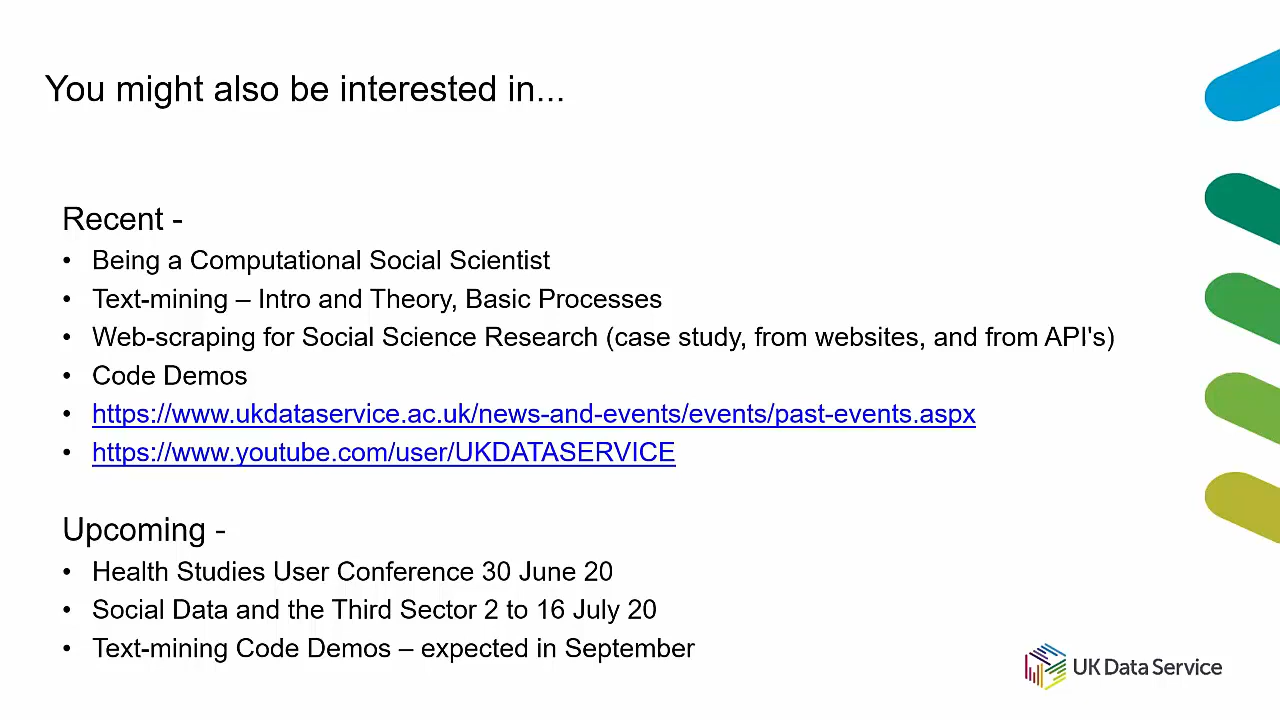 You might also be interested in...
Recent -
• Being a Computational Social Scientist
• Text-mining – Intro and Theory, Basic Processes
• Web-scraping for Social Science Research (case study, from websites, and from API's)
• Code Demos
• https://www.ukdataservice.ac.uk/news-and-events/events/past-events.aspx
• https://www.youtube.com/user/UKDATASERVICE
Upcoming -
• Health Studies User Conference 30 June 20
• Social Data and the Third Sector 2 to 16 July 20
• Text-mining Code Demos – expected in September
UK Data Service